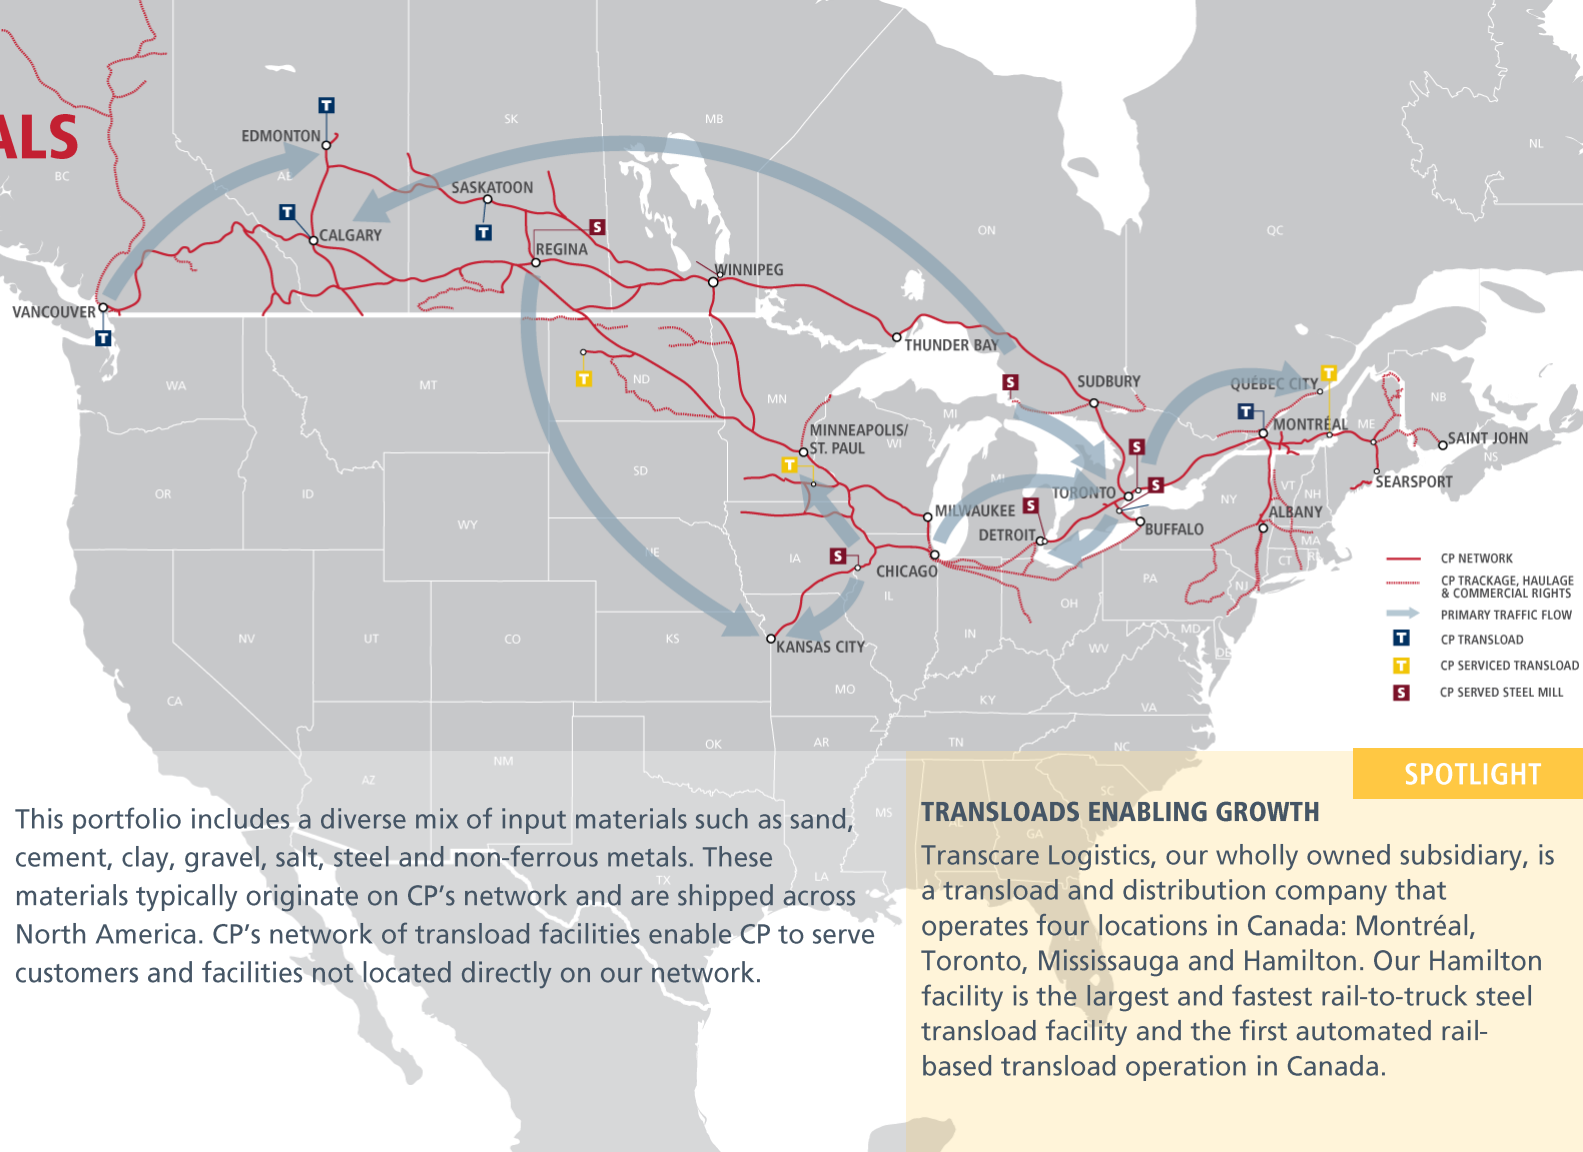 ALS
T
EDMONTON
SK
MB
NL
BC
AB
SASKATOON
T
T
S
CALGARY
REGINA
ON
QC
WINNIPEG
VANCOUVER
T
THUNDER BAY
WA
MT
T
ND
MN
S
SUDBURY
QUÉBEC CITY
T
T
NB
MI
MINNEAPOLIS/
ST. PAUL
WI
MONTRÉAL
ME
SAINT JOHN
NS
S
T
SD
OR
ID
MI
TORONTO
S
SEARSPORT
NY
VT
NH
WY
MILWAUKEE
S
ALBANY
DETROIT
BUFFALO
MA
NE
IA
S
CHICAGO
CT
RI
PA
NJ
IL
OH
NV
UT
CO
KS
KANSAS CITY
IN
MD
DE
WV
MO
CA
KY
VA
OK
AR
TN
NC
AZ
NM
CP NETWORK
CP TRACKAGE, HAULAGE
& COMMERCIAL RIGHTS
PRIMARY TRAFFIC FLOW
T CP TRANSLOAD
T CP SERVICED TRANSLOAD
S CP SERVED STEEL MILL
MS
AL
GA
SC
TX
LA
FL
This portfolio includes a diverse mix of input materials such as sand,
cement, clay, gravel, salt, steel and non-ferrous metals. These
materials typically originate on CP's network and are shipped across
North America. CP's network of transload facilities enable CP to serve
customers and facilities not located directly on our network.
SPOTLIGHT
TRANSLOADS ENABLING GROWTH
Transcare Logistics, our wholly owned subsidiary, is
a transload and distribution company that
operates four locations in Canada: Montréal,
Toronto, Mississauga and Hamilton. Our Hamilton
facility is the largest and fastest rail-to-truck steel
transload facility and the first automated rail-
based transload operation in Canada.